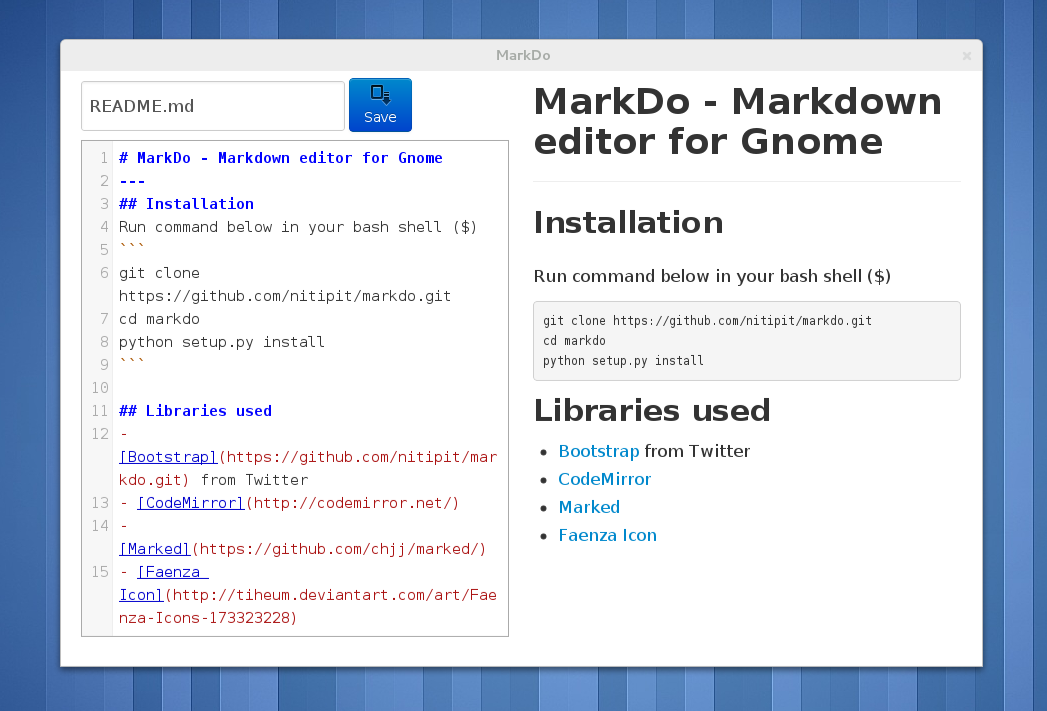 MarkDo
README.md
Save
1 # MarkDo - Markdown editor for Gnome
2 ---
3 ## Installation
4 Run command below in your bash shell ($)
5 ```
6 git clone
https://github.com/nitipit/markdo.git
7 cd markdo
8 python setup.py install
9 ```
10
11 ## Libraries used
12 -
[Bootstrap](https://github.com/nitipit/mar
kdo.git) from Twitter
13 - [CodeMirror](http://codemirror.net/)
14 -
[Marked](https://github.com/chjj/marked/)
15 - [Faenza
Icon](http://tiheum.deviantart.com/art/Fae
nza-Icons-173323228)
MarkDo - Markdown
editor for Gnome
Installation
Run command below in your bash shell ($)
git clone https://github.com/nitipit/markdo.git
cd markdo
python setup.py install
Libraries used
• Bootstrap from Twitter
• CodeMirror
• Marked
• Faenza Icon